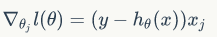 ∇_{θ_j} l(θ) = (y − h_θ(x))x_j